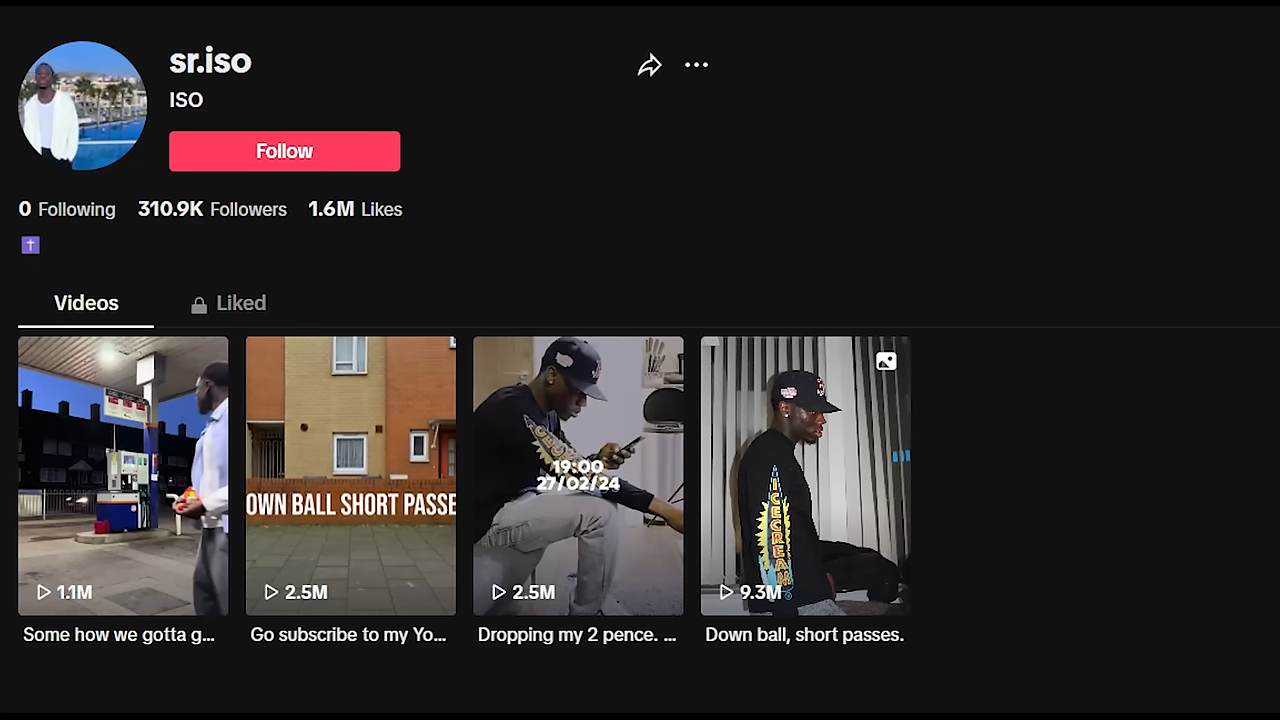 sr.iso
ISO
Follow
0 Following 310.9K Followers 1.6M Likes
✝
Videos Liked
OWN BALL SHORT PASSE
19:00
27/02/24
ICECREAM
1.1M 2.5M 2.5M 9.3M
Some how we gotta g... Go subscribe to my Yo... Dropping my 2 pence. ... Down ball, short passes.